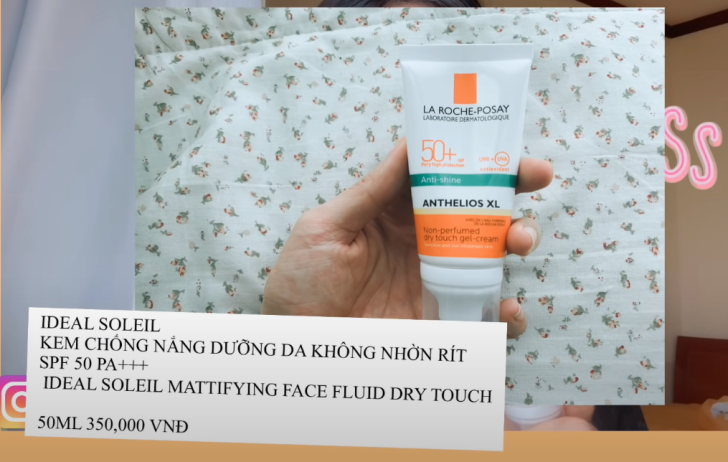 LA ROCHE-POSAY
LABORATOIRE DERMATOLOGIQUE
50+
Anti-shine
ANTHELIOS XL
Non-perfumed
dry touch gel-cream
SS
IDEAL SOLEIL
KEM CHỐNG NẮNG DƯỠNG DA KHÔNG NHỜN RÍT
SPF 50 PA+++
IDEAL SOLEIL MATTIFYING FACE FLUID DRY TOUCH
50ML 350,000 VNĐ